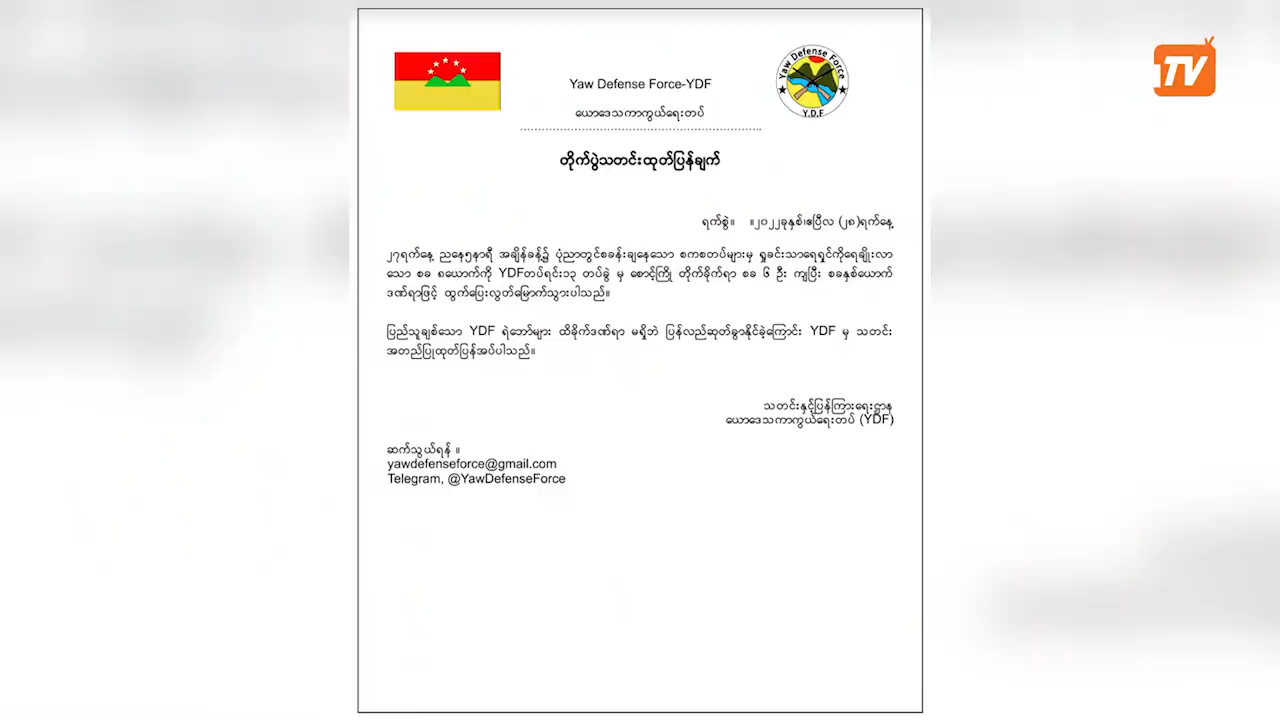 Yaw Defense Force-YDF
ယောဒေသကာကွယ်ရေးတပ်
တိုက်ပွဲသတင်းထုတ်ပြန်ချက်
ရက်စွဲ။ ။၂၀၂၂ခုနှစ်၊ဧပြီလ (၂၈)ရက်နေ့
၂၇ရက်နေ့ ညနေ၅နာရီ အချိန်ခန့်၌ ပုံညာတွင်စခန်းချနေသော စကစတပ်များမှ ရှုခင်းသာရေရှင်ကိုရေချိုးလာ
သော စခ ၈ယောက်ကို YDFတပ်ရင်း၁၃ တပ်ခွဲ မှ စောင့်ကြို တိုက်ခိုက်ရာ စခ ၆ ဦး ကျပြီး စခနှစ်ယောက်
ဒဏ်ရာဖြင့် ထွက်ပြေးလွတ်မြောက်သွားပါသည်။
ပြည်သူချစ်သော YDF ရဲဘော်များ ထိခိုက်ဒဏ်ရာ မရှိဘဲ ပြန်လည်ဆုတ်ခွာနိုင်ခဲ့ကြောင်း YDF မှ သတင်း
အတည်ပြုထုတ်ပြန်အပ်ပါသည်။
သတင်းနှင့်ပြန်ကြားရေးဌာန
ယောဒေသကာကွယ်ရေးတပ် (YDF)
ဆက်သွယ်ရန် ။
yawdefenseforce@gmail.com
Telegram, @YawDefenseForce
Yaw Defense Force
Y.D.F
TV